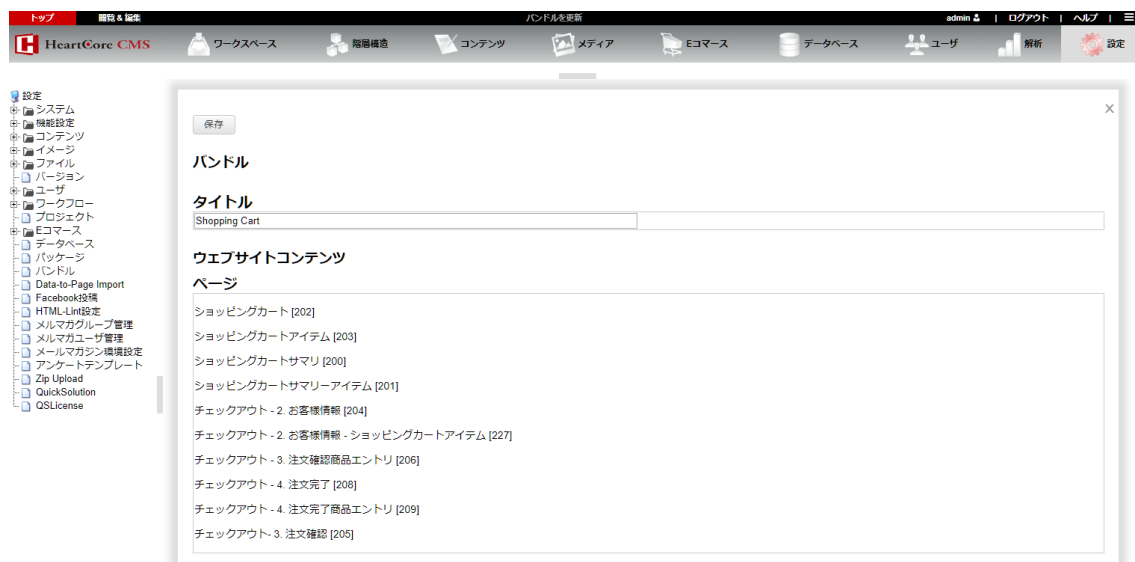 トップ 閲覧 & 編集 バンドルを更新 admin | ログアウト | ヘルプ |
HeartCore CMS ワークスペース 階層構造 コンテンツ メディア Eコマース データベース ユーザ 解析 設定
設定
システム
機能設定
コンテンツ
イメージ
ファイル
バージョン
ユーザ
ワークフロー
プロジェクト
Eコマース
データベース
パッケージ
バンドル
Data-to-Page Import
Facebook投稿
HTML-Lint設定
メルマガグループ管理
メルマガユーザ管理
メールマガジン環境設定
アンケートテンプレート
Zip Upload
QuickSolution
QSLicense
X
保存
バンドル
タイトル
Shopping Cart
ウェブサイトコンテンツ
ページ
ショッピングカート [202]
ショッピングカートアイテム [203]
ショッピングカートサマリ [200]
ショッピングカートサマリーアイテム [201]
チェックアウト - 2. お客様情報 [204]
チェックアウト - 2. お客様情報 - ショッピングカートアイテム [227]
チェックアウト - 3. 注文確認商品エントリ [206]
チェックアウト - 4. 注文完了 [208]
チェックアウト - 4. 注文完了商品エントリ [209]
チェックアウト- 3. 注文確認 [205]